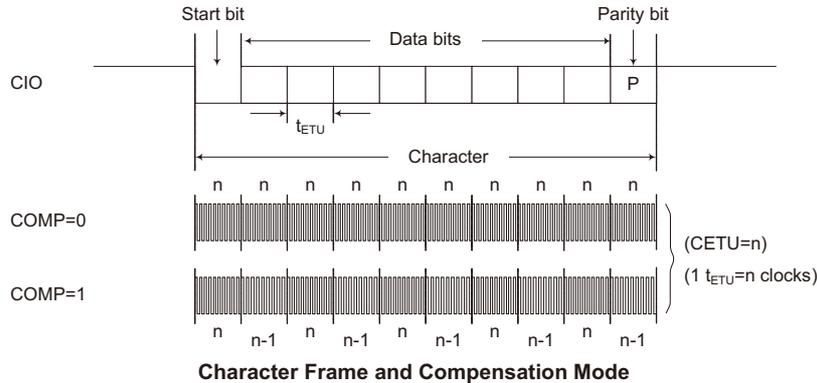 Start bit
Parity bit
Data bits
CIO
P
tETU
Character
n n n n n n n n n n
COMP=0
(CETU=n)
(1 tETU=n clocks)
COMP=1
n n-1 n n-1 n n-1 n n-1 n n-1
Character Frame and Compensation Mode